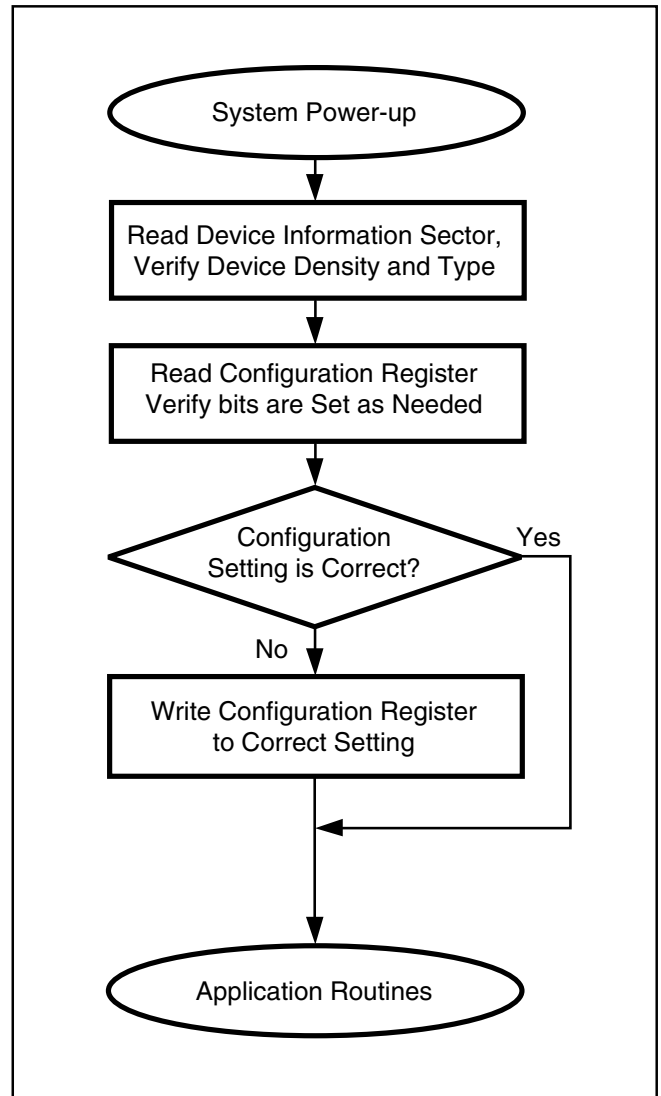 System Power-up
Read Device Information Sector,
Verify Device Density and Type
Read Configuration Register
Verify bits are Set as Needed
Configuration
Setting is Correct?
Yes
No
Write Configuration Register
to Correct Setting
Application Routines